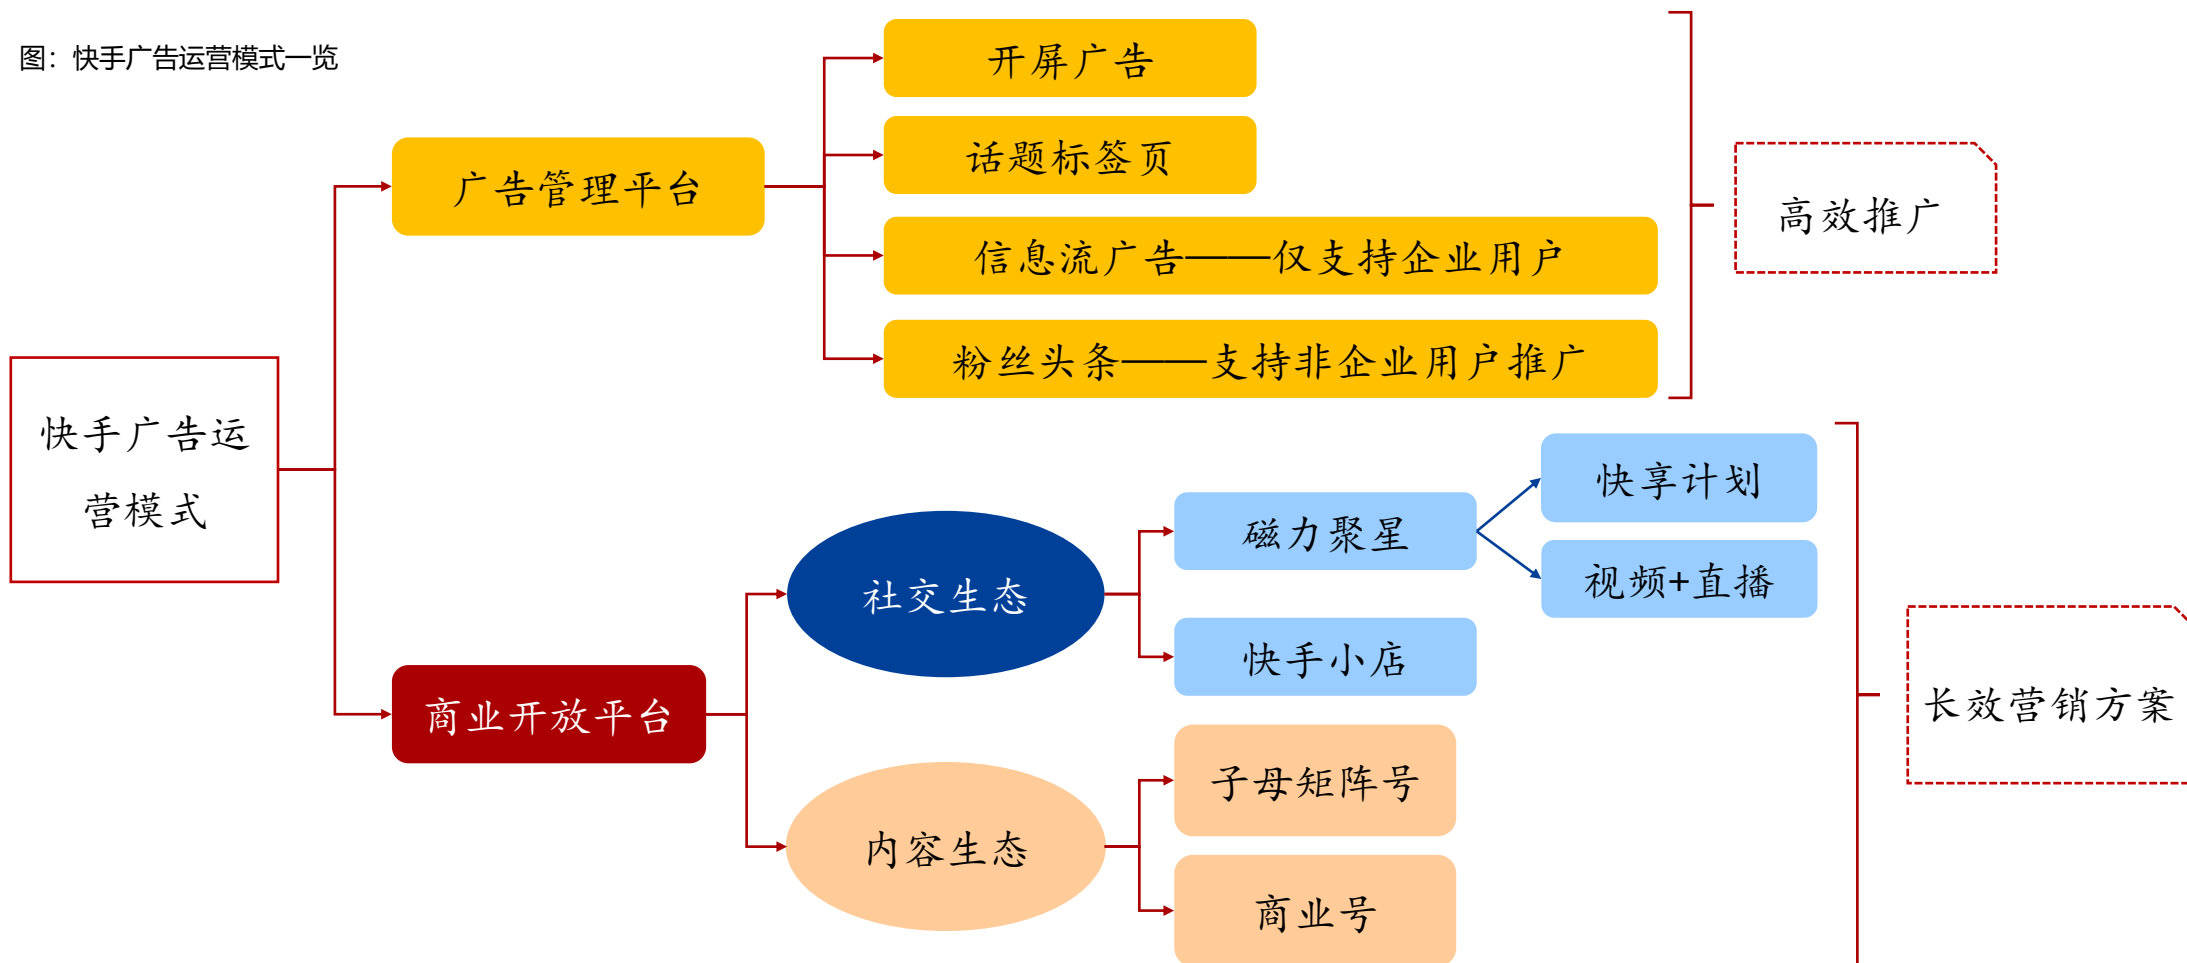 图：快手广告运营模式一览
开屏广告
话题标签页
广告管理平台
信息流广告——仅支持企业用户
粉丝头条——支持非企业用户推广
高效推广
快手广告运
营模式
快享计划
磁力聚星
视频+直播
社交生态
快手小店
商业开放平台
长效营销方案
子母矩阵号
内容生态
商业号